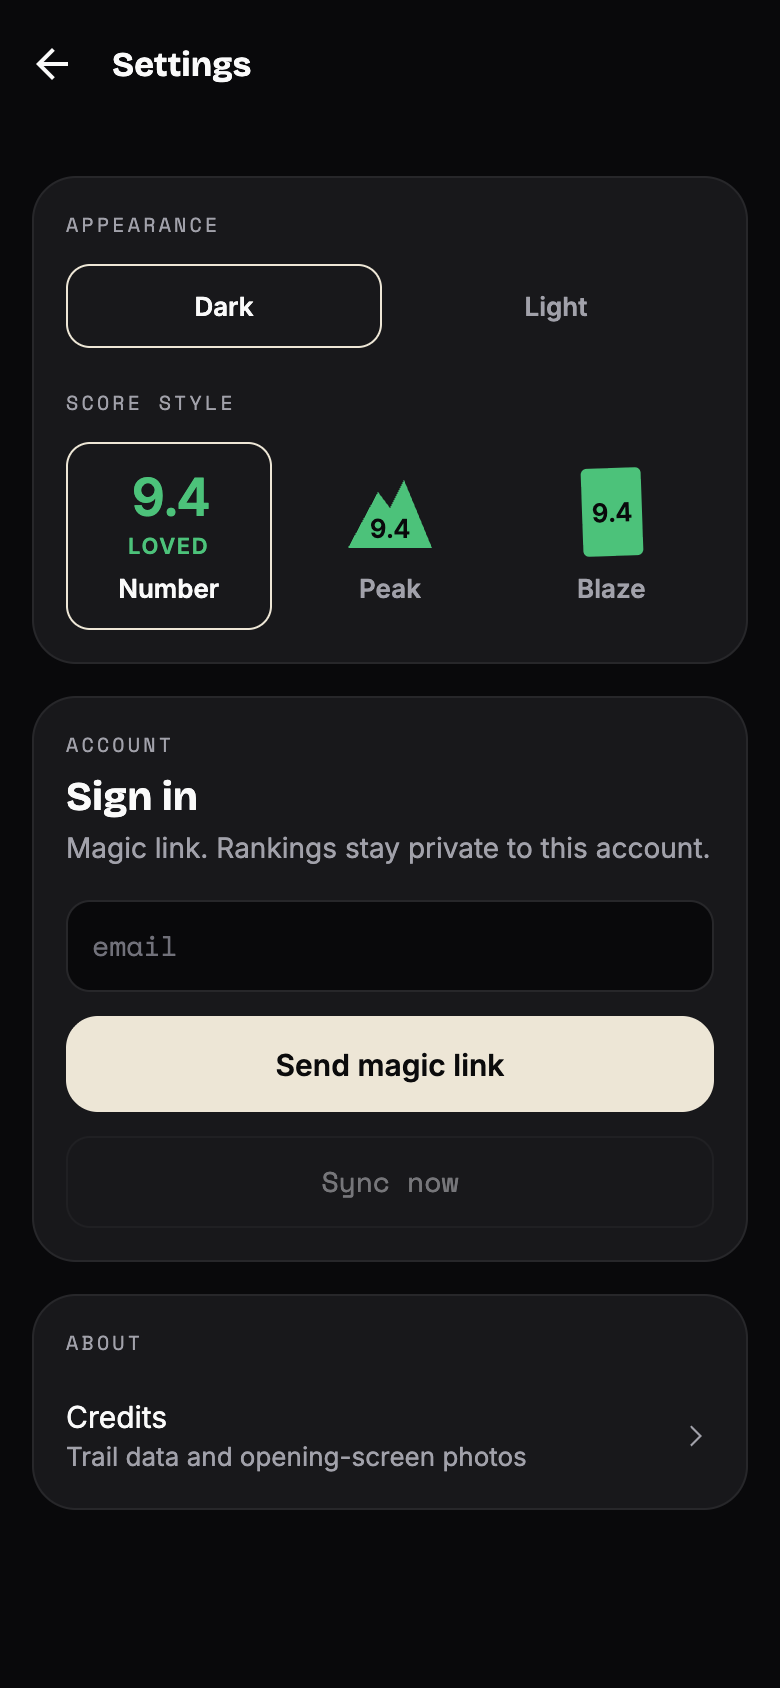 Settings
APPEARANCE
Dark
Light
SCORE STYLE
9.4
LOVED
Number
9.4
Peak
9.4
Blaze
ACCOUNT
Sign in
Magic link. Rankings stay private to this account.
email
Send magic link
Sync now
ABOUT
Credits
Trail data and opening-screen photos